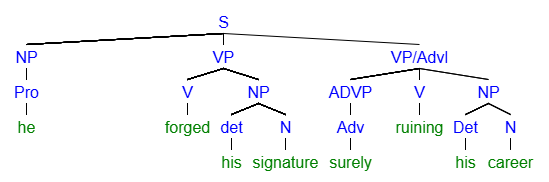 S
NP VP VP/Advl
Pro V NP ADVP V NP
he forged det N Adv ruining Det N
his signature surely his career